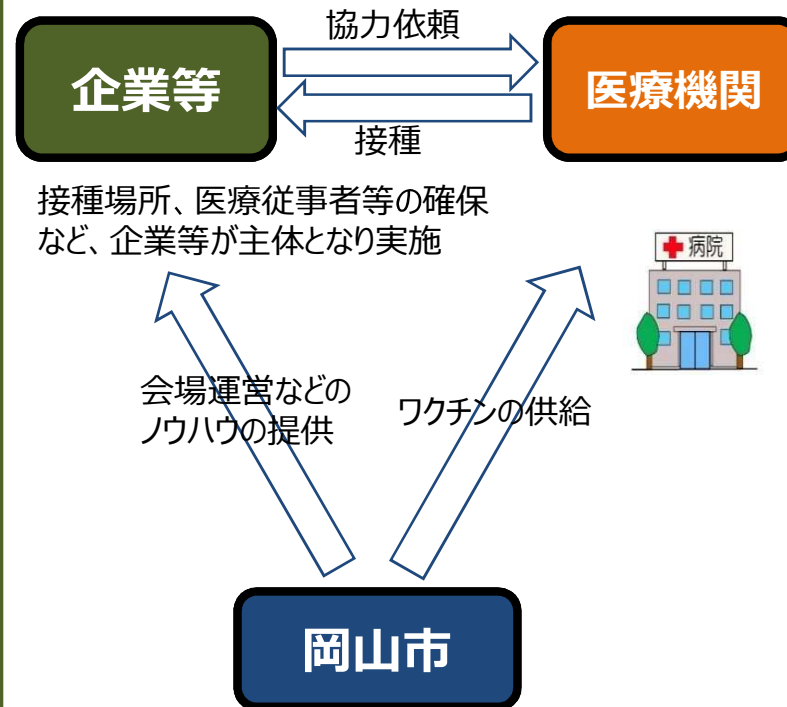 協力依頼
企業等
医療機関
接種
接種場所、医療従事者等の確保
など、企業等が主体となり実施
病院
会場運営などの
ノウハウの提供
ワクチンの供給
岡山市